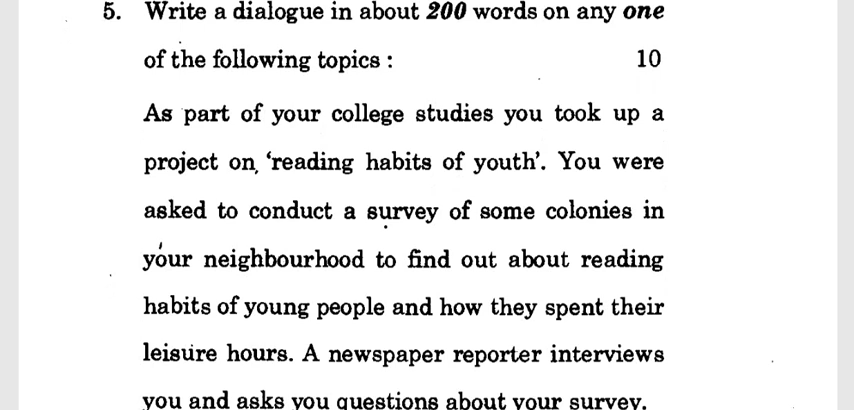 5. Write a dialogue in about 200 words on any one
of the following topics : 10
As part of your college studies you took up a
project on, ‘reading habits of youth’. You were
asked to conduct a survey of some colonies in
your neighbourhood to find out about reading
habits of young people and how they spent their
leisure hours. A newspaper reporter interviews
you and asks you questions about your survey.